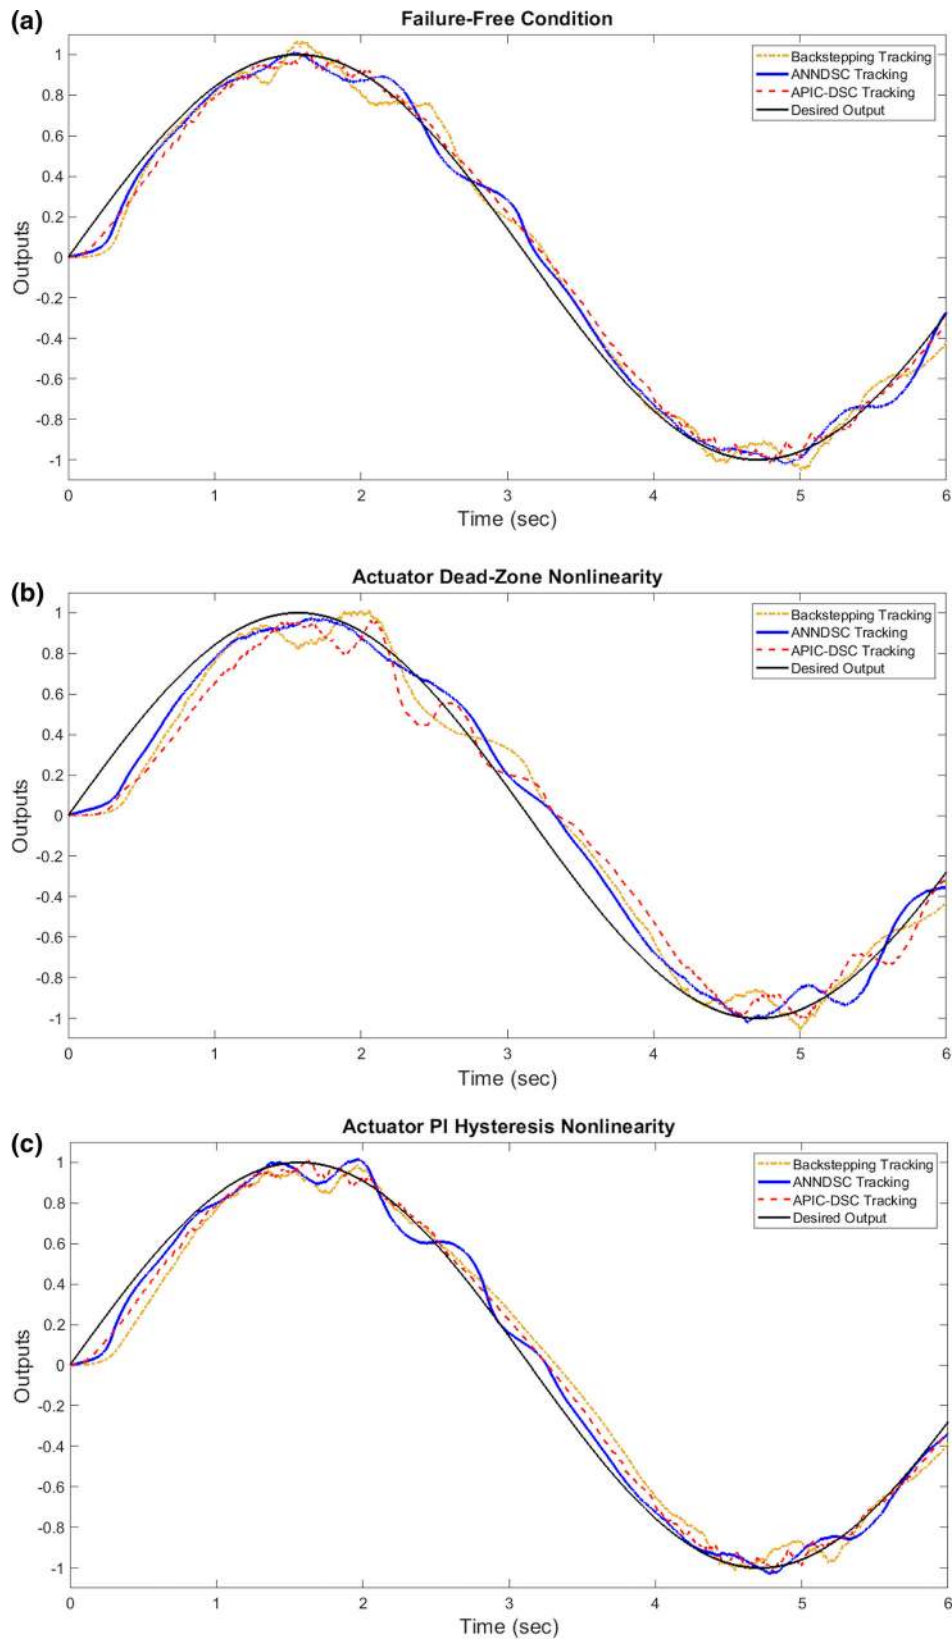 (a)
Failure-Free Condition
Backstepping Tracking
ANNDSC Tracking
APIC-DSC Tracking
Desired Output
1
0.8
0.6
0.4
0.2
0
-0.2
-0.4
-0.6
-0.8
-1
Outputs
0 1 2 3 4 5 6
Time (sec)
(b)
Actuator Dead-Zone Nonlinearity
Backstepping Tracking
ANNDSC Tracking
APIC-DSC Tracking
Desired Output
1
0.8
0.6
0.4
0.2
0
-0.2
-0.4
-0.6
-0.8
-1
Outputs
0 1 2 3 4 5 6
Time (sec)
(c)
Actuator PI Hysteresis Nonlinearity
Backstepping Tracking
ANNDSC Tracking
APIC-DSC Tracking
Desired Output
1
0.8
0.6
0.4
0.2
0
-0.2
-0.4
-0.6
-0.8
-1
Outputs
0 1 2 3 4 5 6
Time (sec)